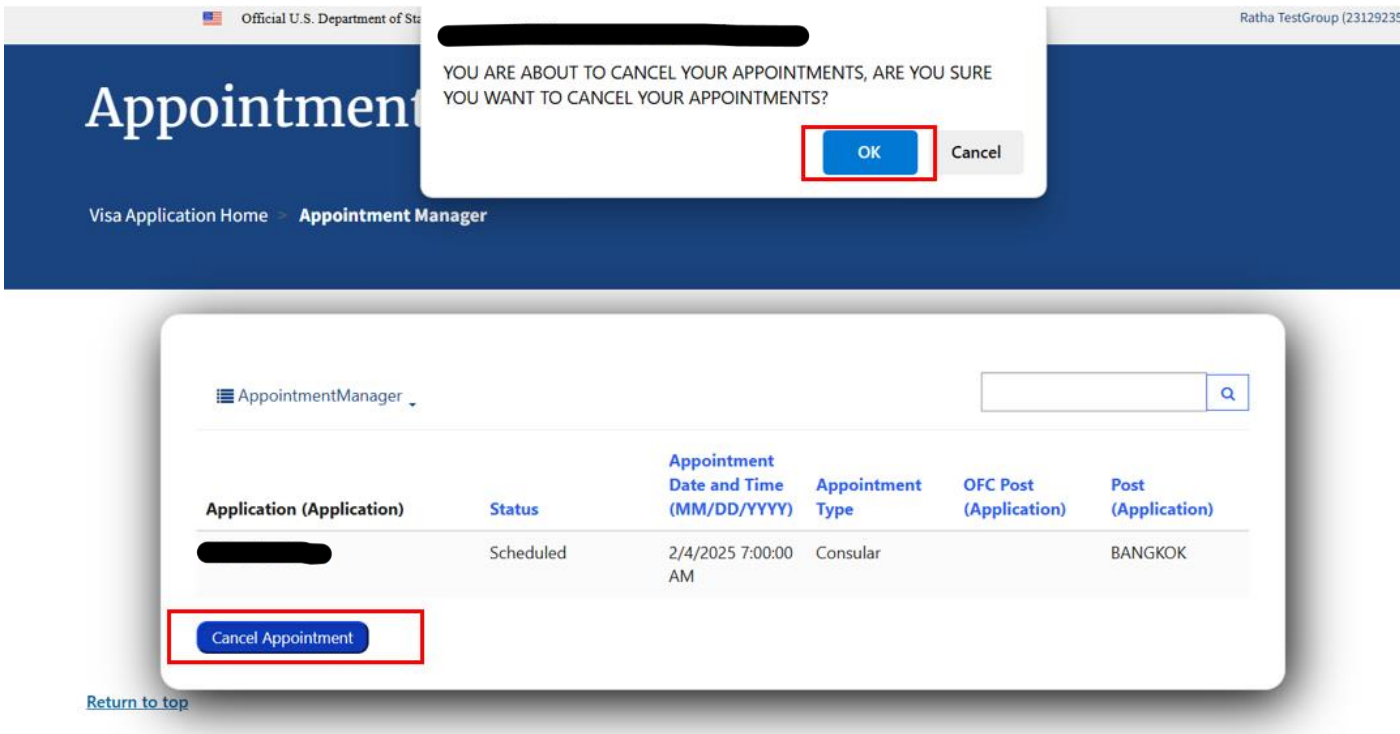 Official U.S. Department of Sta
Ratha TestGroup (23129235
YOU ARE ABOUT TO CANCEL YOUR APPOINTMENTS, ARE YOU SURE
YOU WANT TO CANCEL YOUR APPOINTMENTS?
OK Cancel
Appointment
Visa Application Home > Appointment Manager
AppointmentManager
Application (Application) Status Appointment Date and Time (MM/DD/YYYY) Appointment Type OFC Post (Application) Post (Application)
Scheduled 2/4/2025 7:00:00 AM Consular BANGKOK
Cancel Appointment
Return to top